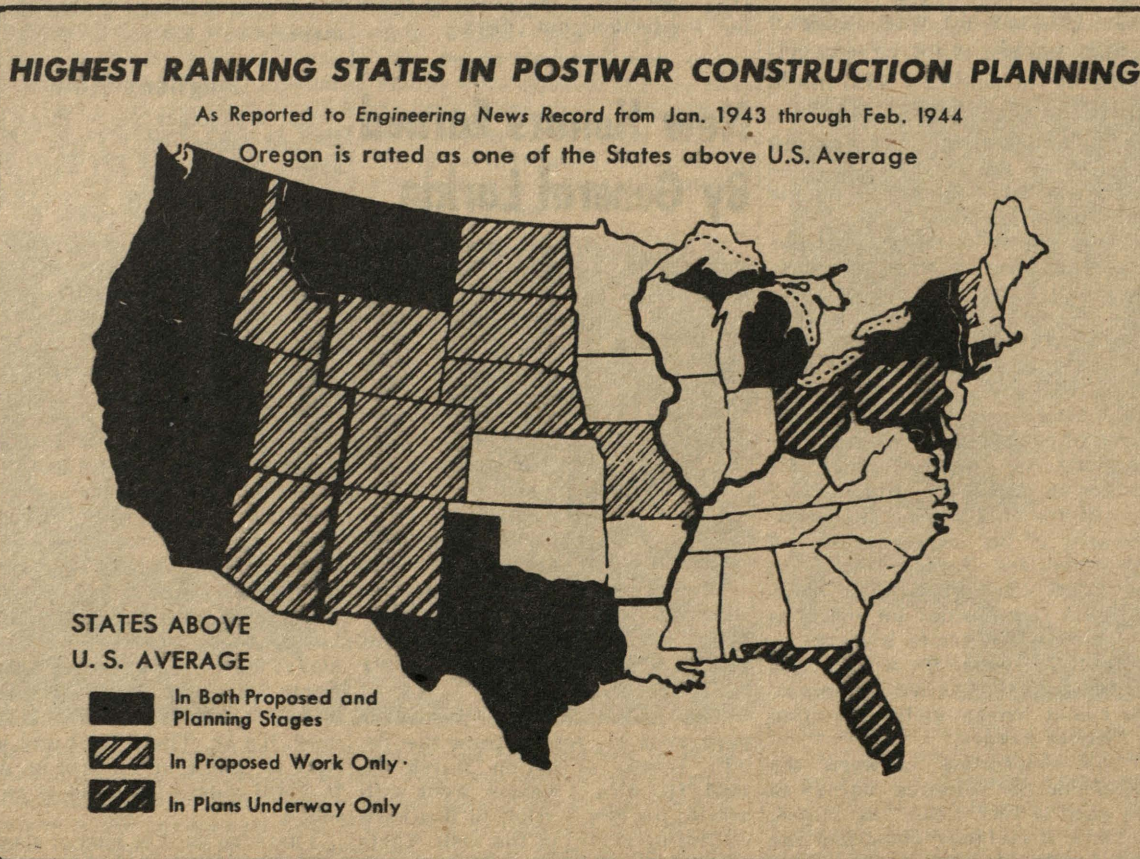 HIGHEST RANKING STATES IN POSTWAR CONSTRUCTION PLANNING
As Reported to Engineering News Record from Jan. 1943 through Feb. 1944
Oregon is rated as one of the States above U.S. Average
STATES ABOVE
U. S. AVERAGE
In Both Proposed and
Planning Stages
In Proposed Work Only
In Plans Underway Only